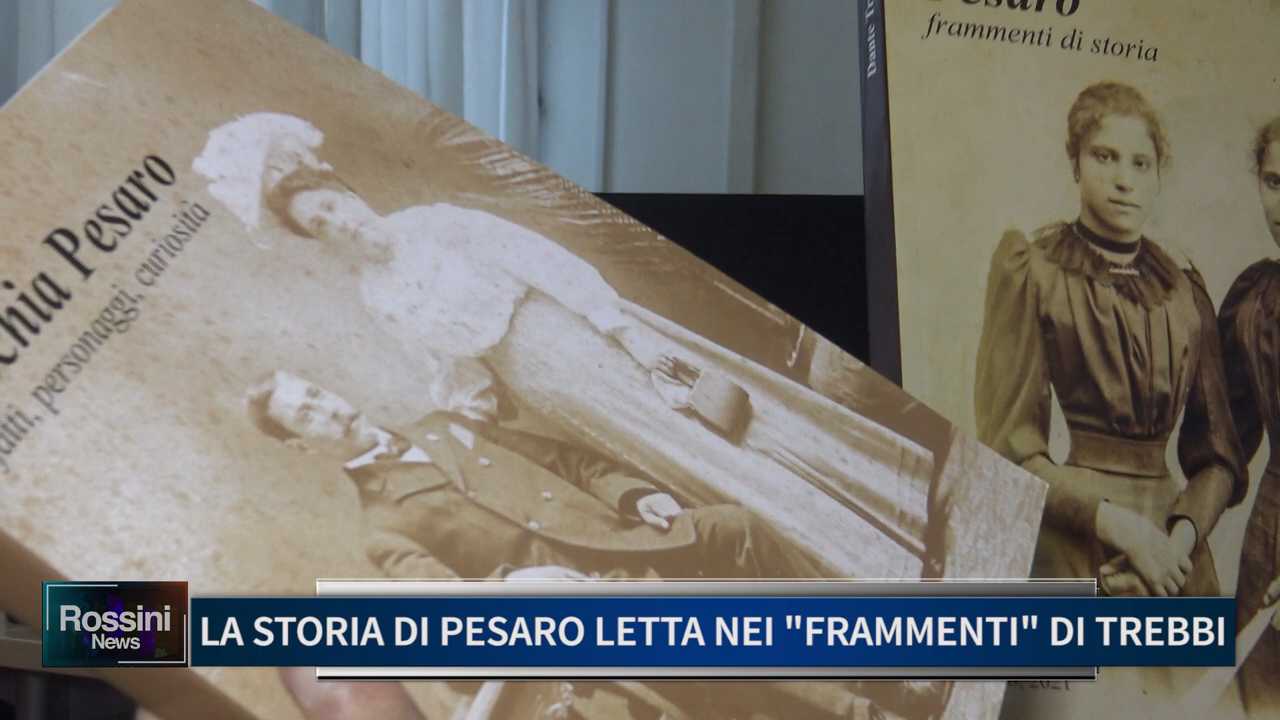 Pesaro
frammenti di storia
Dante
chia Pesaro
fatti, personaggi, curiosità
Rossini
News
LA STORIA DI PESARO LETTA NEI "FRAMMENTI" DI TREBBI